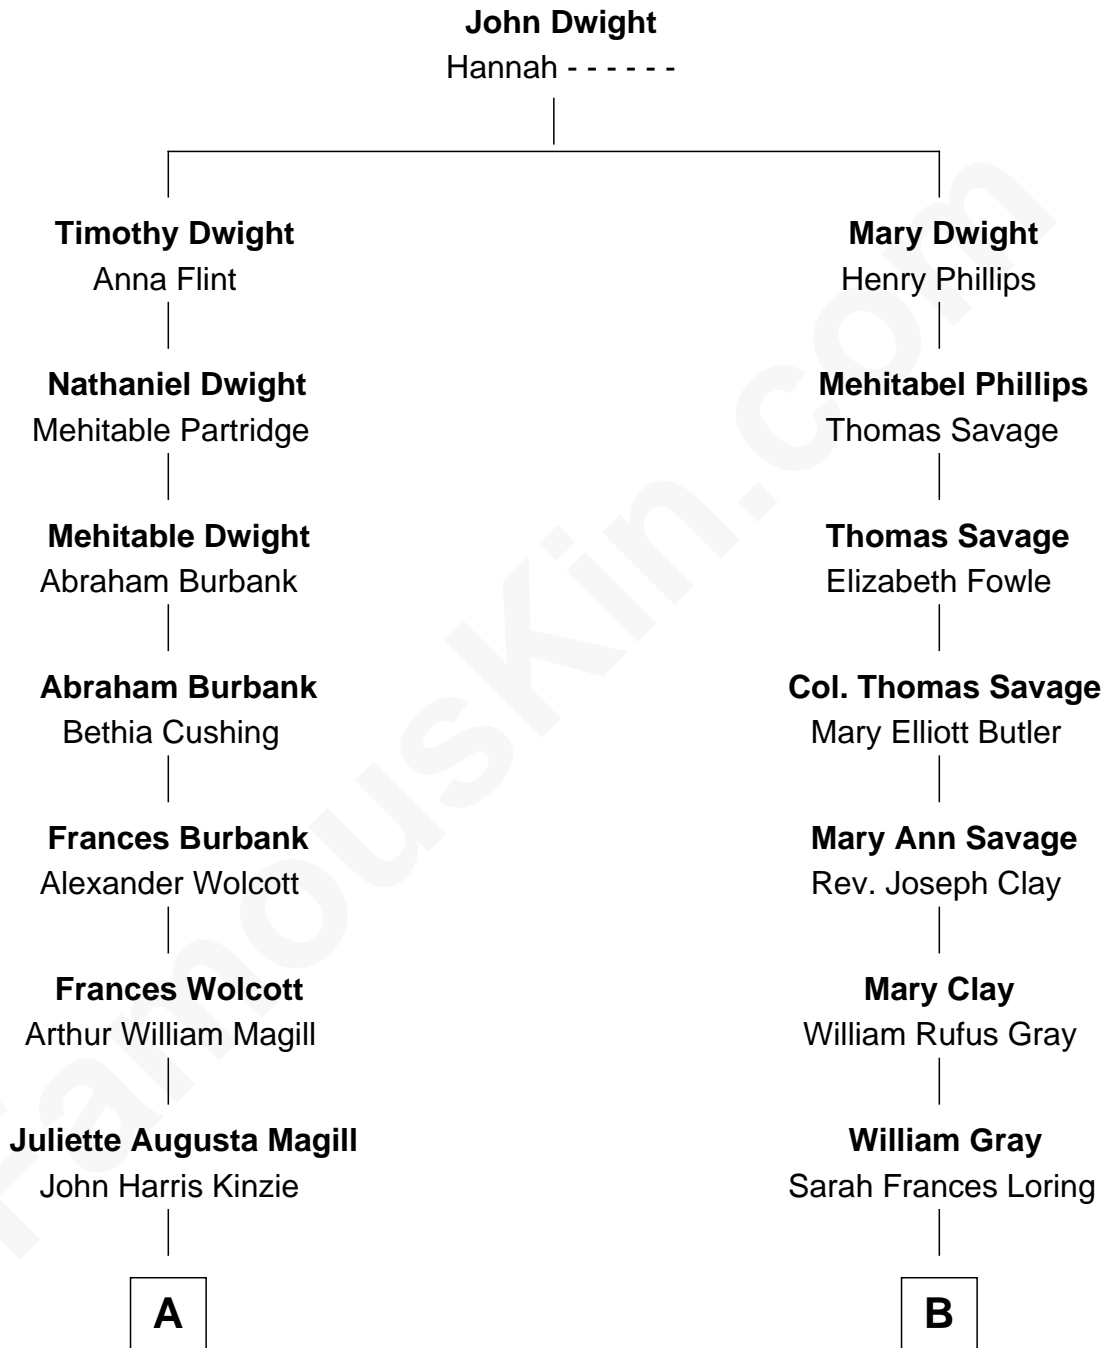 John Dwight
Hannah - - - - - -
Timothy Dwight
Anna Flint
Mary Dwight
Henry Phillips
Nathaniel Dwight
Mehitable Partridge
Mehitabel Phillips
Thomas Savage
Mehitable Dwight
Abraham Burbank
Thomas Savage
Elizabeth Fowle
Abraham Burbank
Bethia Cushing
Col. Thomas Savage
Mary Elliott Butler
Frances Burbank
Alexander Wolcott
Mary Ann Savage
Rev. Joseph Clay
Frances Wolcott
Arthur William Magill
Mary Clay
William Rufus Gray
Juliette Augusta Magill
John Harris Kinzie
William Gray
Sarah Frances Loring
A
B
FamousKin.com